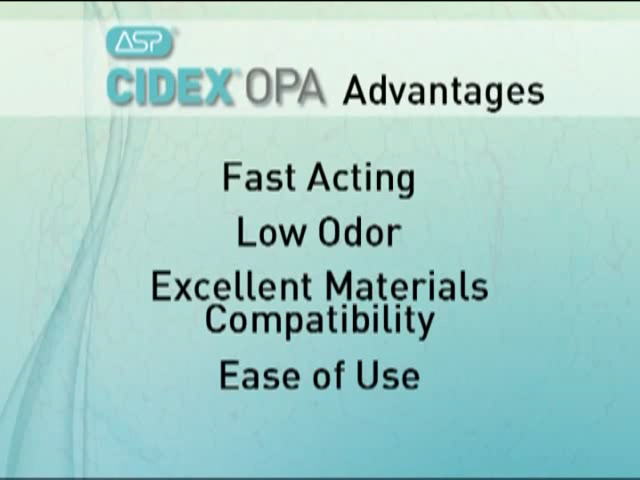 ASP®
CIDEX® OPA Advantages
Fast Acting
Low Odor
Excellent Materials
Compatibility
Ease of Use